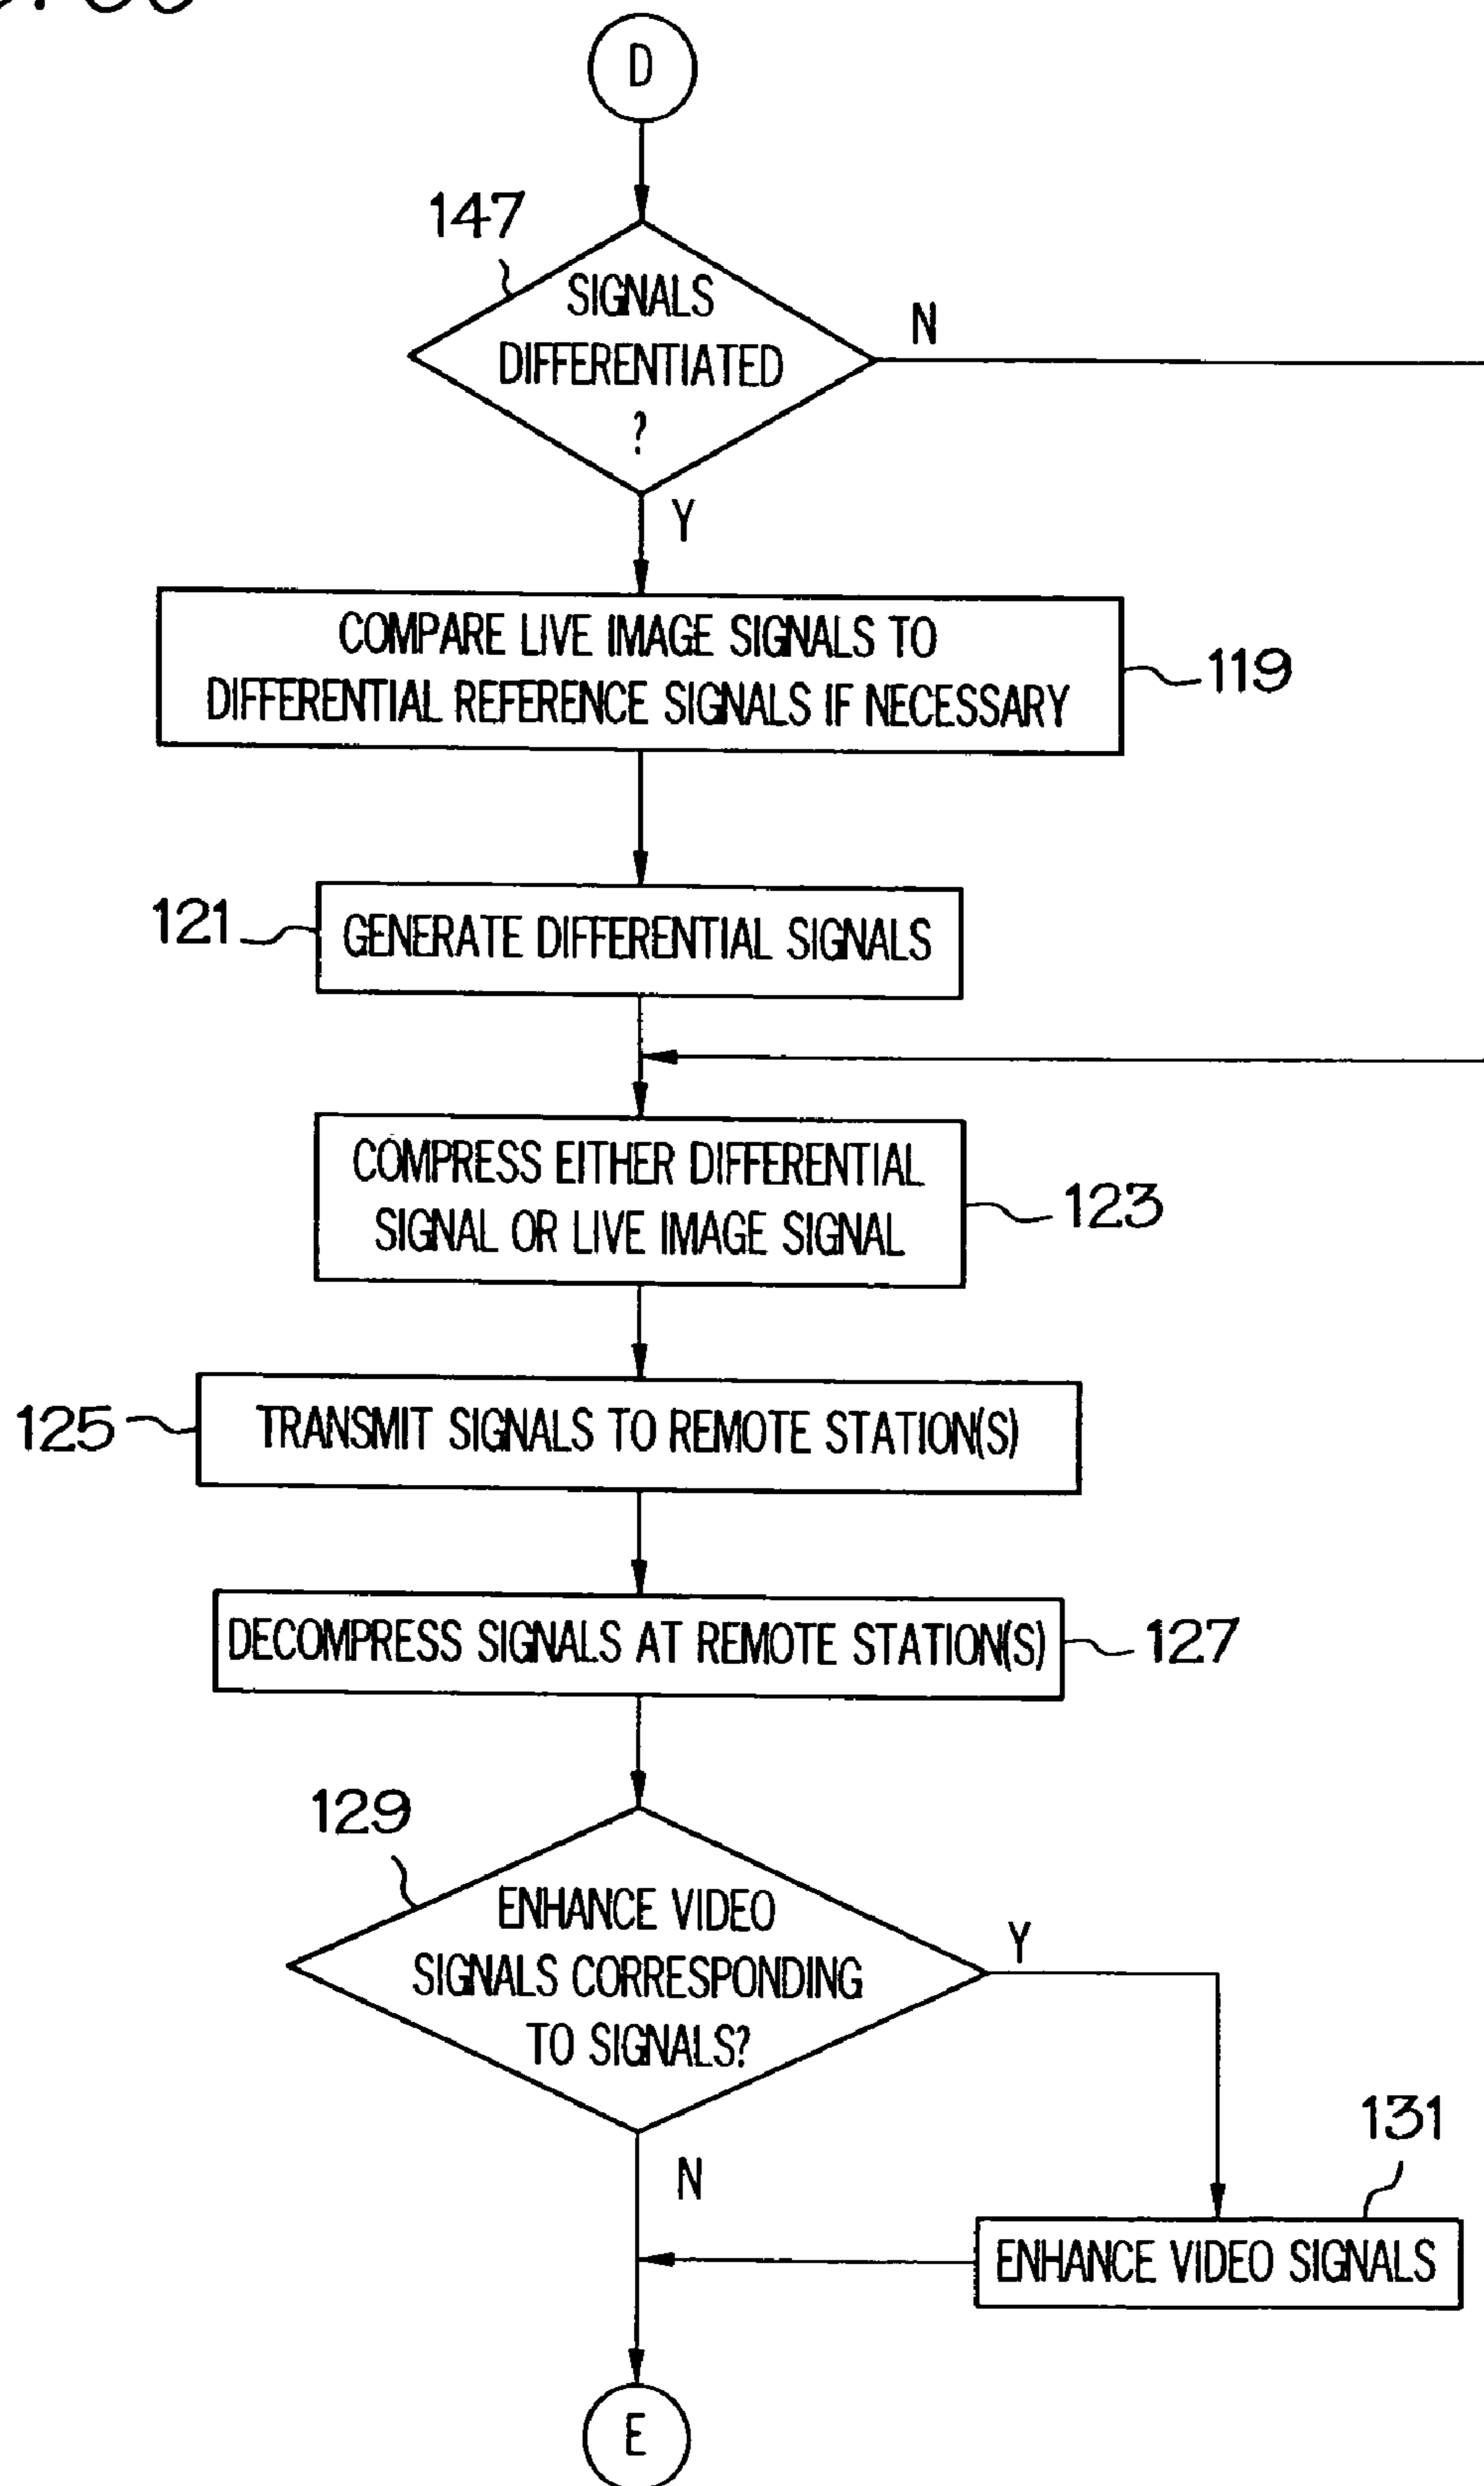 D
147
SIGNALS
DIFFERENTIATED
?
N
Y
COMPARE LIVE IMAGE SIGNALS TO
DIFFERENTIAL REFERENCE SIGNALS IF NECESSARY
119
121
GENERATE DIFFERENTIAL SIGNALS
COMPRESS EITHER DIFFERENTIAL
SIGNAL OR LIVE IMAGE SIGNAL
123
125
TRANSMIT SIGNALS TO REMOTE STATION(S)
DECOMPRESS SIGNALS AT REMOTE STATION(S)
127
129
ENHANCE VIDEO
SIGNALS CORRESPONDING
TO SIGNALS?
Y
N
131
ENHANCE VIDEO SIGNALS
E